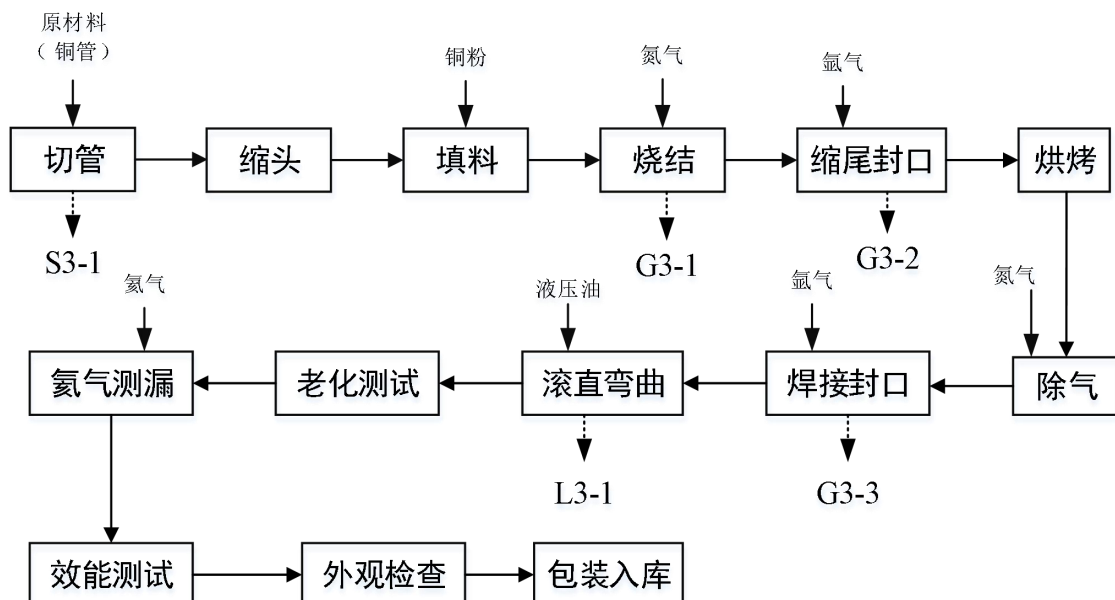 原材料
（铜管）
铜粉
氮气
氩气
切管
缩头
填料
烧结
缩尾封口
烘烤
S3-1
G3-1
G3-2
氦气
液压油
氩气
氮气
氦气测漏
老化测试
滚直弯曲
焊接封口
除气
L3-1
G3-3
效能测试
外观检查
包装入库